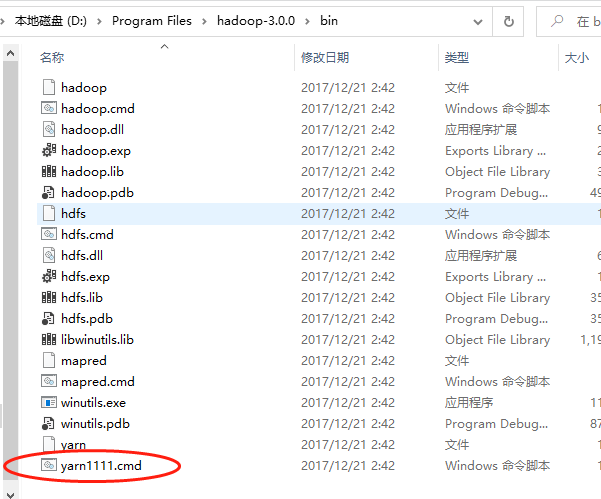 本地磁盘 (D:) › Program Files › hadoop-3.0.0 › bin 在 b
名称 修改日期 类型 大小
hadoop 2017/12/21 2:42 文件
hadoop.cmd 2017/12/21 2:42 Windows 命令脚本 1
hadoop.dll 2017/12/21 2:42 应用程序扩展 9
hadoop.exp 2017/12/21 2:42 Exports Library ...
hadoop.lib 2017/12/21 2:42 Object File Library 3
hadoop.pdb 2017/12/21 2:42 Program Debug... 49
hdfs 2017/12/21 2:42 文件 1
hdfs.cmd 2017/12/21 2:42 Windows 命令脚本
hdfs.dll 2017/12/21 2:42 应用程序扩展 6
hdfs.exp 2017/12/21 2:42 Exports Library ...
hdfs.lib 2017/12/21 2:42 Object File Library 35
hdfs.pdb 2017/12/21 2:42 Program Debug... 35
libwinutils.lib 2017/12/21 2:42 Object File Library 1,19
mapred 2017/12/21 2:42 文件
mapred.cmd 2017/12/21 2:42 Windows 命令脚本
winutils.exe 2017/12/21 2:42 应用程序 11
winutils.pdb 2017/12/21 2:42 Program Debug... 87
yarn 2017/12/21 2:42 文件 1
yarn1111.cmd 2017/12/21 2:42 Windows 命令脚本 1